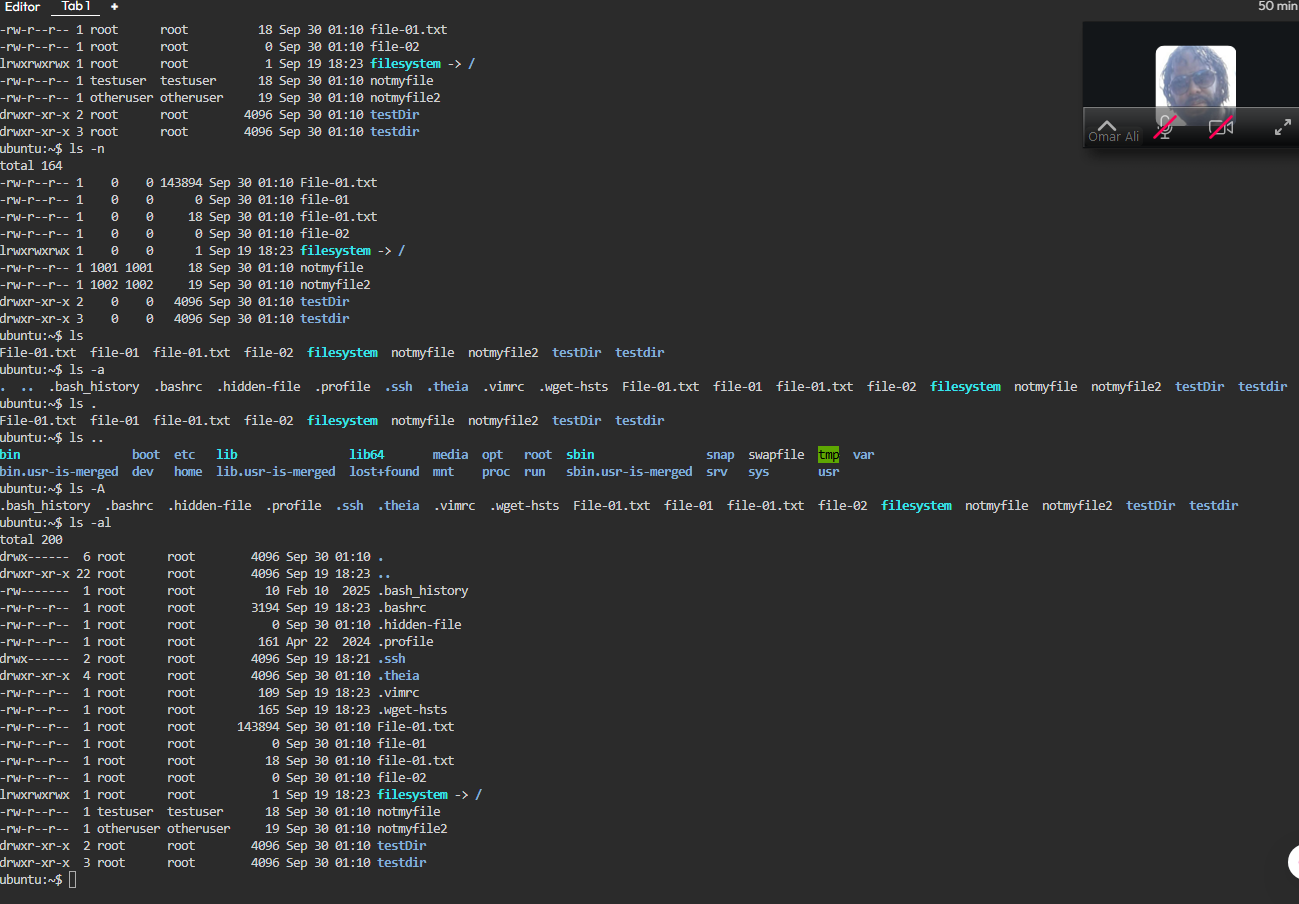 Editor Tab 1 + 50 min
-rw-r--r-- 1 root root 18 Sep 30 01:10 file-01.txt
-rw-r--r-- 1 root root 0 Sep 30 01:10 file-02
lrwxrwxrwx 1 root root 1 Sep 19 18:23 filesystem -> /
-rw-r--r-- 1 testuser testuser 18 Sep 30 01:10 notmyfile
-rw-r--r-- 1 otheruser otheruser 19 Sep 30 01:10 notmyfile2
drwxr-xr-x 2 root root 4096 Sep 30 01:10 testDir
drwxr-xr-x 3 root root 4096 Sep 30 01:10 testdir
Omar Ali
ubuntu:~$ ls -n
total 164
-rw-r--r-- 1 0 0 143894 Sep 30 01:10 File-01.txt
-rw-r--r-- 1 0 0 0 Sep 30 01:10 file-01
-rw-r--r-- 1 0 0 18 Sep 30 01:10 file-01.txt
-rw-r--r-- 1 0 0 0 Sep 30 01:10 file-02
lrwxrwxrwx 1 0 0 1 Sep 19 18:23 filesystem -> /
-rw-r--r-- 1 1001 1001 18 Sep 30 01:10 notmyfile
-rw-r--r-- 1 1002 1002 19 Sep 30 01:10 notmyfile2
drwxr-xr-x 2 0 0 4096 Sep 30 01:10 testDir
drwxr-xr-x 3 0 0 4096 Sep 30 01:10 testdir
ubuntu:~$ ls
File-01.txt file-01 file-01.txt file-02 filesystem notmyfile notmyfile2 testDir testdir
ubuntu:~$ ls -a
. .. .bash_history .bashrc .hidden-file .profile .ssh .theia .vimrc .wget-hsts File-01.txt file-01 file-01.txt file-02 filesystem notmyfile notmyfile2 testDir testdir
ubuntu:~$ ls .
File-01.txt file-01 file-01.txt file-02 filesystem notmyfile notmyfile2 testDir testdir
ubuntu:~$ ls ..
bin boot etc lib lib64 media opt root sbin snap swapfile tmp var
bin.usr-is-merged dev home lib.usr-is-merged lost+found mnt proc run sbin.usr-is-merged srv sys usr
ubuntu:~$ ls -A
.bash_history .bashrc .hidden-file .profile .ssh .theia .vimrc .wget-hsts File-01.txt file-01 file-01.txt file-02 filesystem notmyfile notmyfile2 testDir testdir
ubuntu:~$ ls -al
total 200
drwx------ 6 root root 4096 Sep 30 01:10 .
drwxr-xr-x 22 root root 4096 Sep 19 18:23 ..
-rw------- 1 root root 10 Feb 10 2025 .bash_history
-rw-r--r-- 1 root root 3194 Sep 19 18:23 .bashrc
-rw-r--r-- 1 root root 0 Sep 30 01:10 .hidden-file
-rw-r--r-- 1 root root 161 Apr 22 2024 .profile
drwx------ 2 root root 4096 Sep 19 18:21 .ssh
drwxr-xr-x 4 root root 4096 Sep 30 01:10 .theia
-rw-r--r-- 1 root root 109 Sep 19 18:23 .vimrc
-rw-r--r-- 1 root root 165 Sep 19 18:23 .wget-hsts
-rw-r--r-- 1 root root 143894 Sep 30 01:10 File-01.txt
-rw-r--r-- 1 root root 0 Sep 30 01:10 file-01
-rw-r--r-- 1 root root 18 Sep 30 01:10 file-01.txt
-rw-r--r-- 1 root root 0 Sep 30 01:10 file-02
lrwxrwxrwx 1 root root 1 Sep 19 18:23 filesystem -> /
-rw-r--r-- 1 testuser testuser 18 Sep 30 01:10 notmyfile
-rw-r--r-- 1 otheruser otheruser 19 Sep 30 01:10 notmyfile2
drwxr-xr-x 2 root root 4096 Sep 30 01:10 testDir
drwxr-xr-x 3 root root 4096 Sep 30 01:10 testdir
ubuntu:~$